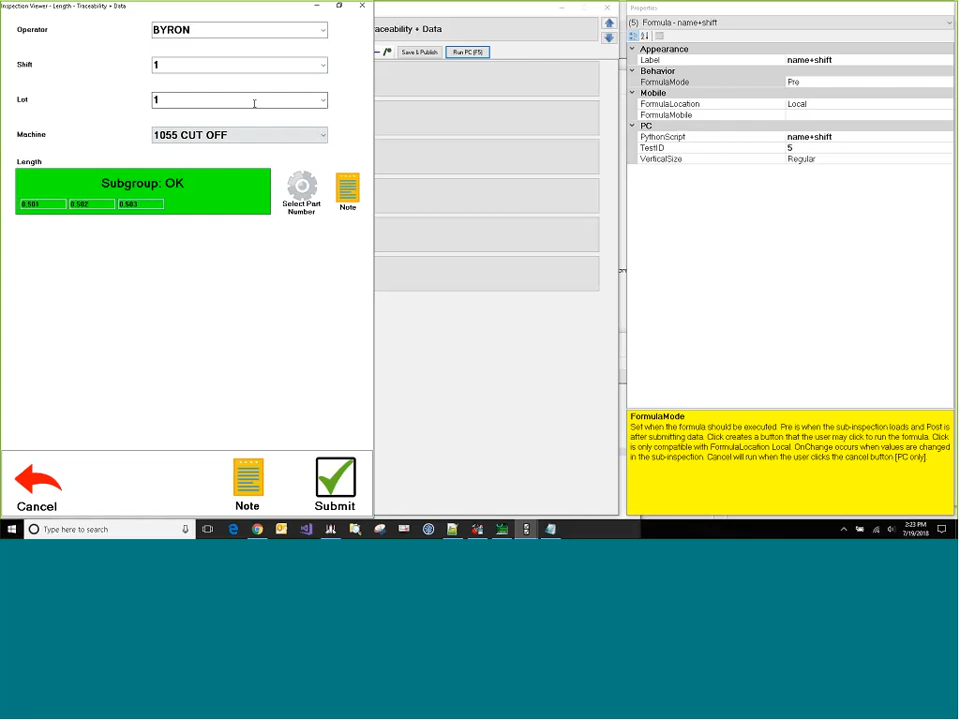 Inspection Viewer - Length - Traceability + Data
Operator
BYRON
Shift
1
Lot
1
Machine
1055 CUT OFF
Length
Subgroup: OK
0.501
0.502
0.503
Select Part
Number
Note
Cancel
Note
Submit
raceability + Data
Save & Publish
Run PC (F5)
Properties
(5) Formula - name+shift
Appearance
Label
name+shift
Behavior
FormulaMode
Pre
Mobile
FormulaLocation
Local
FormulaMobile
PC
PythonScript
name+shift
TestID
5
VerticalSize
Regular
FormulaMode
Set when the formula should be executed. Pre is when the sub-inspection loads and Post is
after submitting data. Click creates a button that the user may click to run the formula. Click
is only compatible with FormulaLocation Local. OnChange occurs when values are changed
in the sub-inspection. Cancel will run when the user clicks the cancel button [PC only].
Type here to search
2:23 PM
7/19/2018